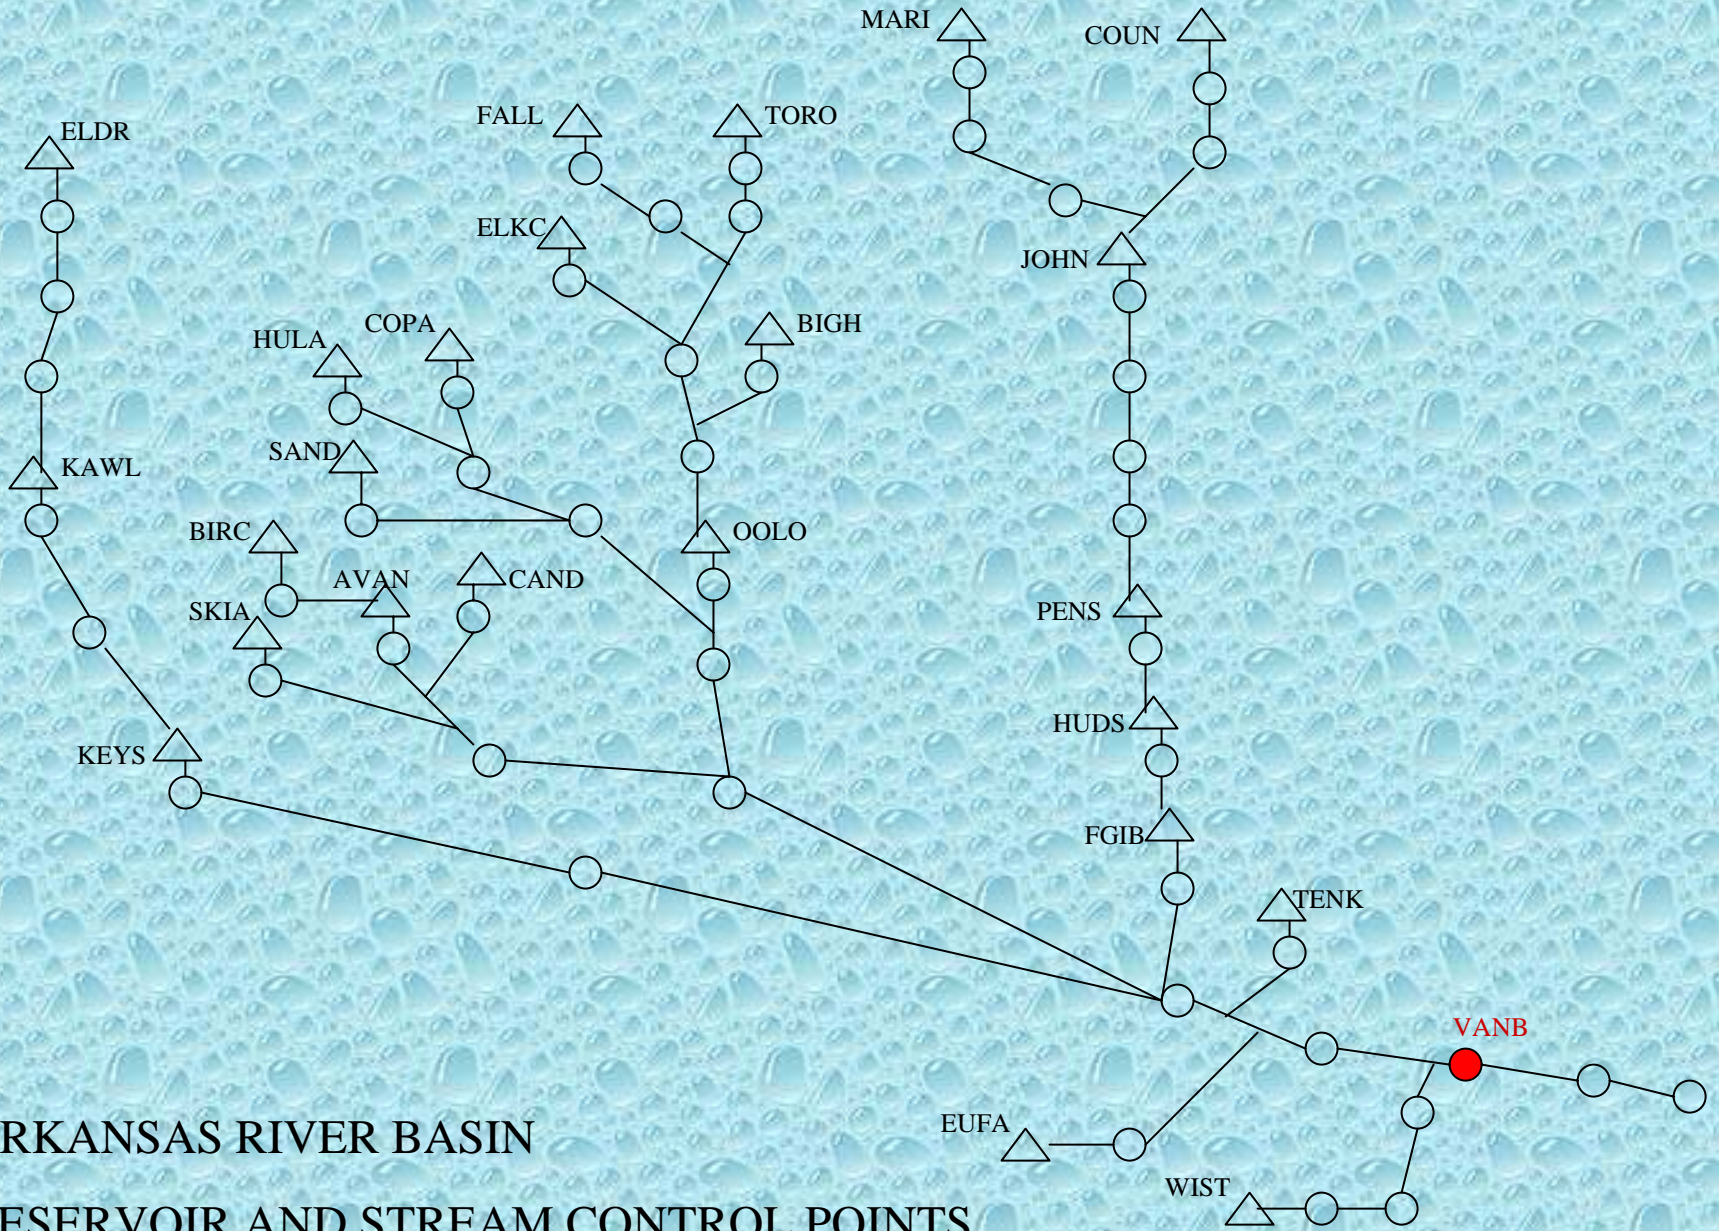 MARI
COUN
FALL
TORO
ELDR
ELKC
JOHN
HULA
COPA
BIGH
SAND
KAWL
BIRC
OOLO
AVAN
CAND
SKIA
PENS
HUDS
KEYS
FGIB
TENK
VANB
EUFA
RKANSAS RIVER BASIN
WIST
ESERVOIR AND STREAM CONTROL POINTS